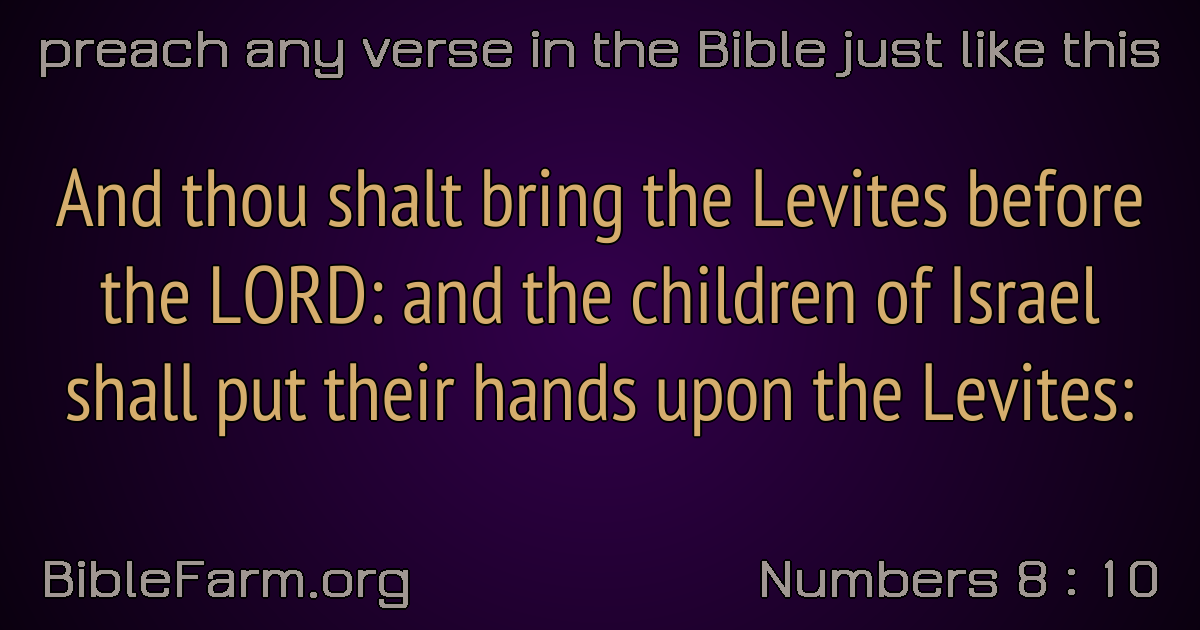 preach any verse in the Bible just like this
And thou shalt bring the Levites before
the LORD: and the children of Israel
shall put their hands upon the Levites:
BibleFarm.org
Numbers 8 : 10